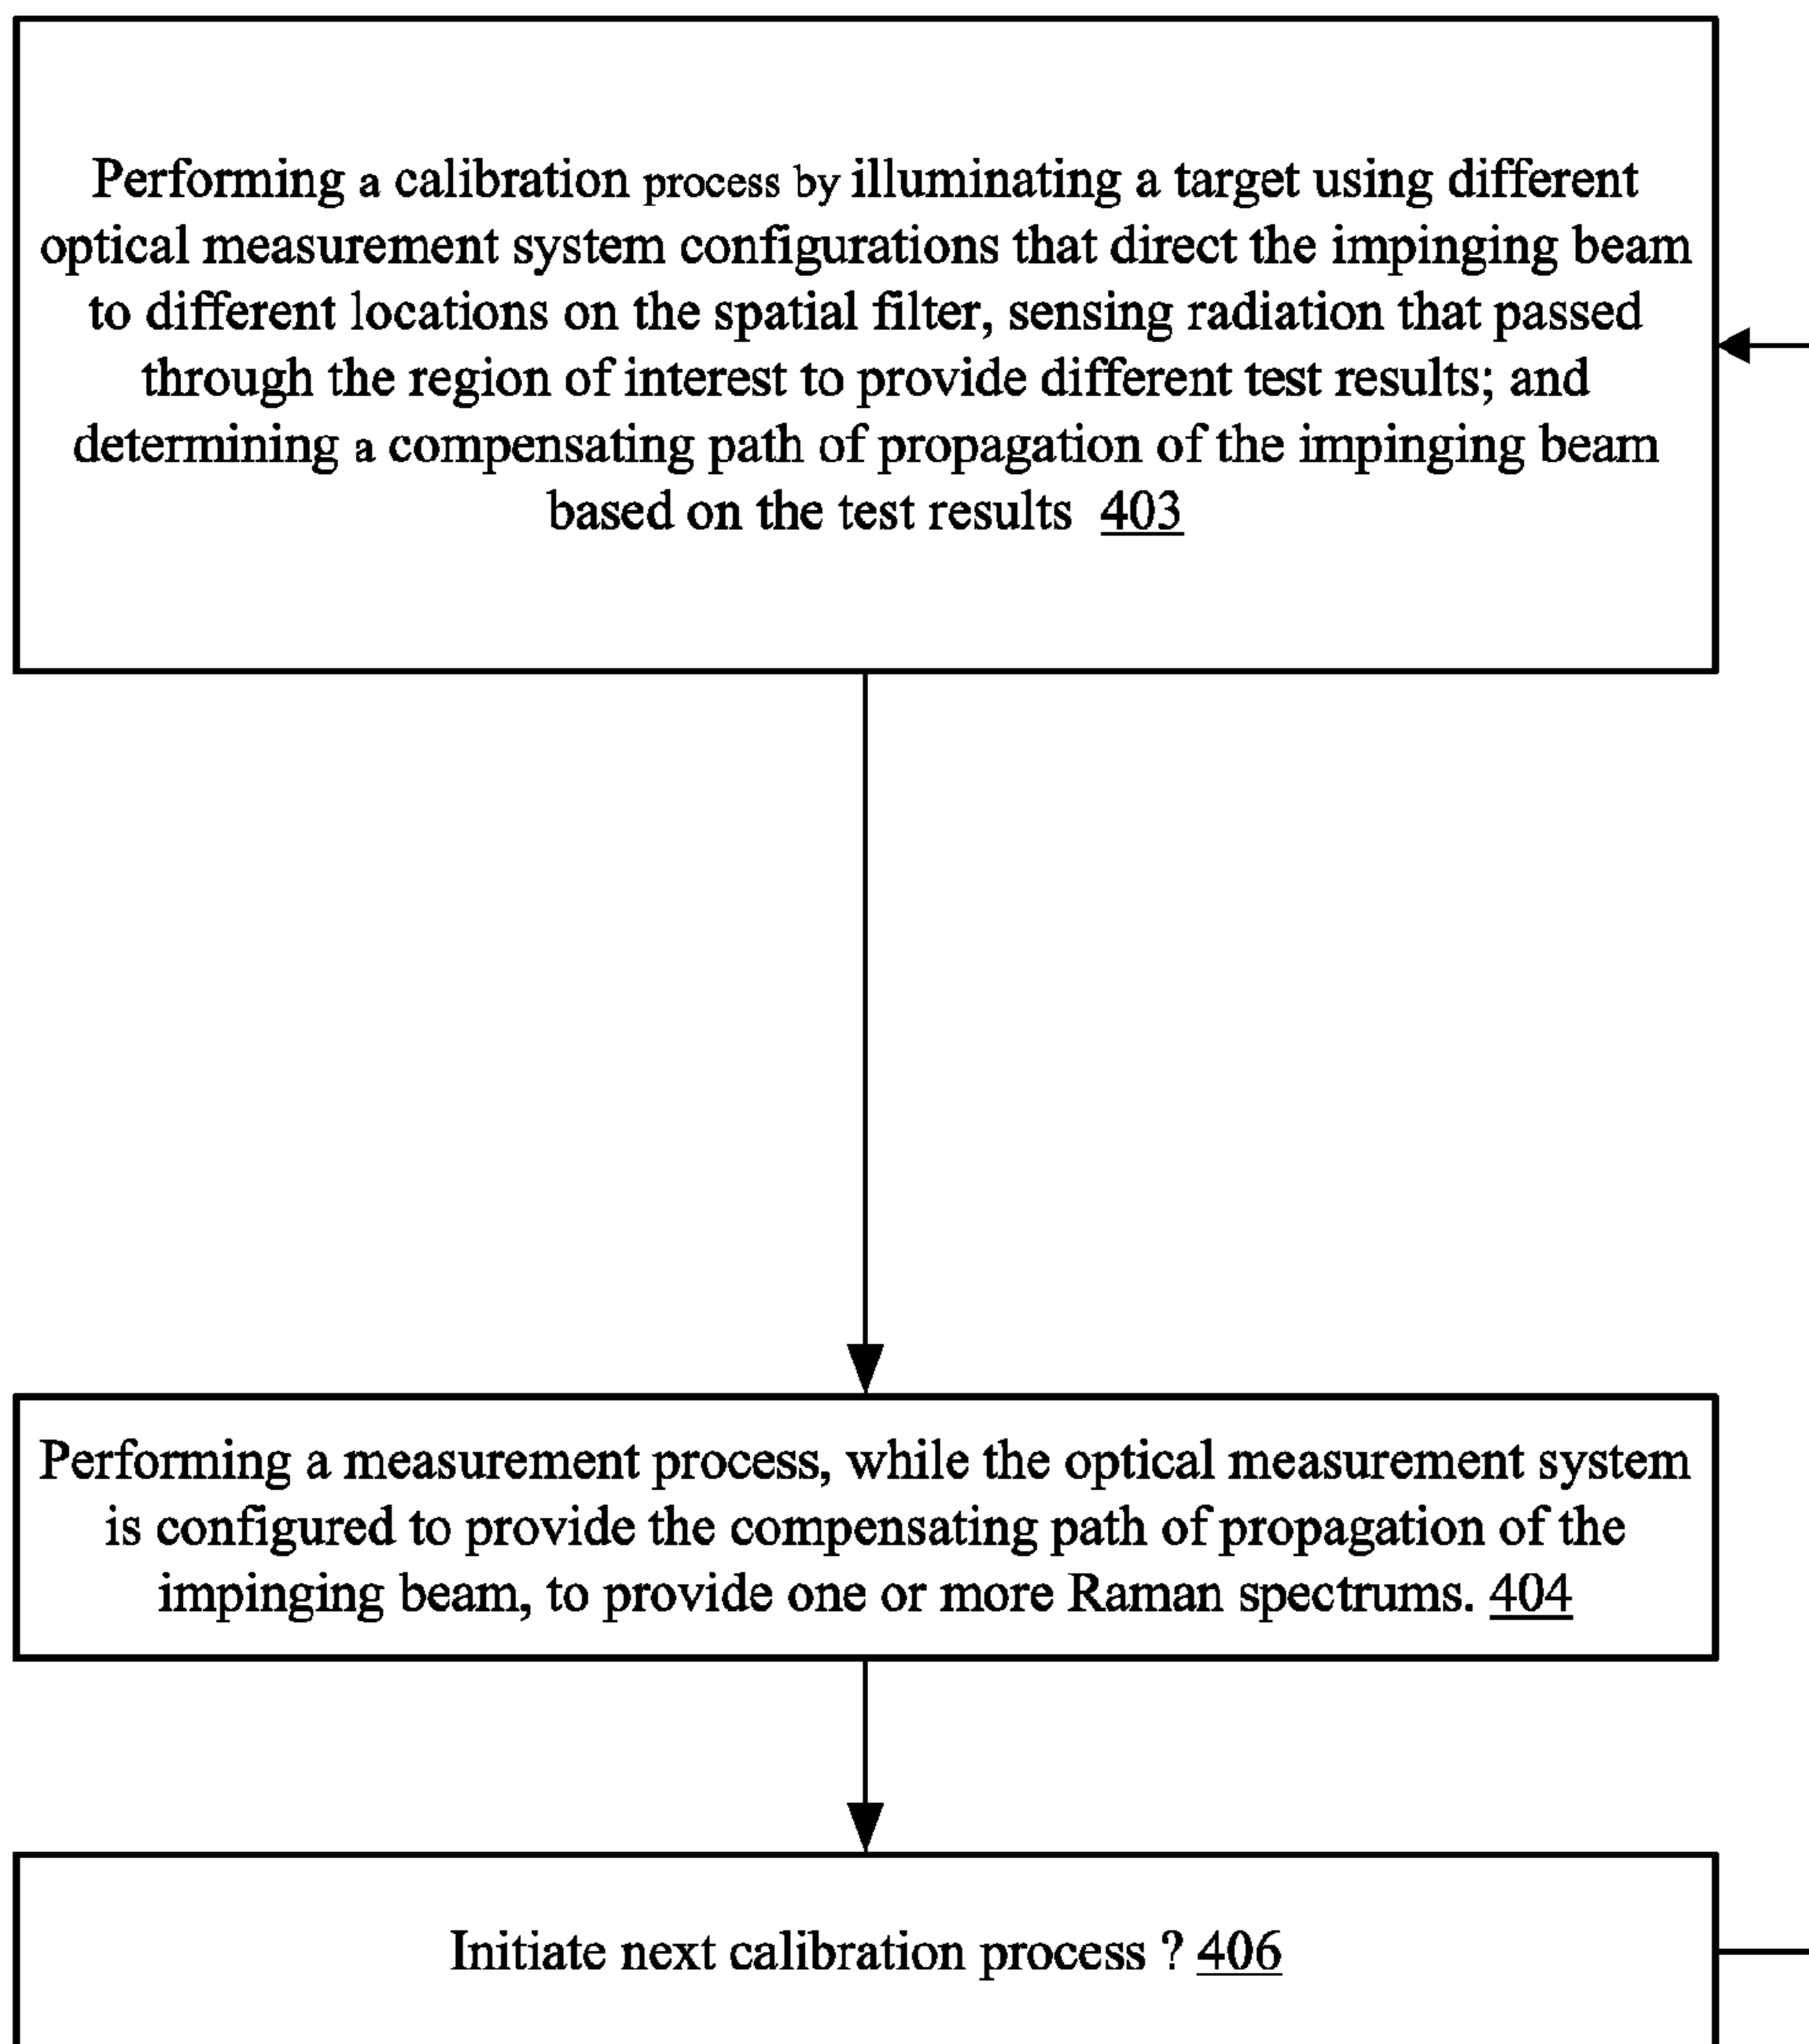 Performing a calibration process by illuminating a target using different
optical measurement system configurations that direct the impinging beam
to different locations on the spatial filter, sensing radiation that passed
through the region of interest to provide different test results; and
determining a compensating path of propagation of the impinging beam
based on the test results 403
Performing a measurement process, while the optical measurement system
is configured to provide the compensating path of propagation of the
impinging beam, to provide one or more Raman spectrums. 404
Initiate next calibration process ? 406